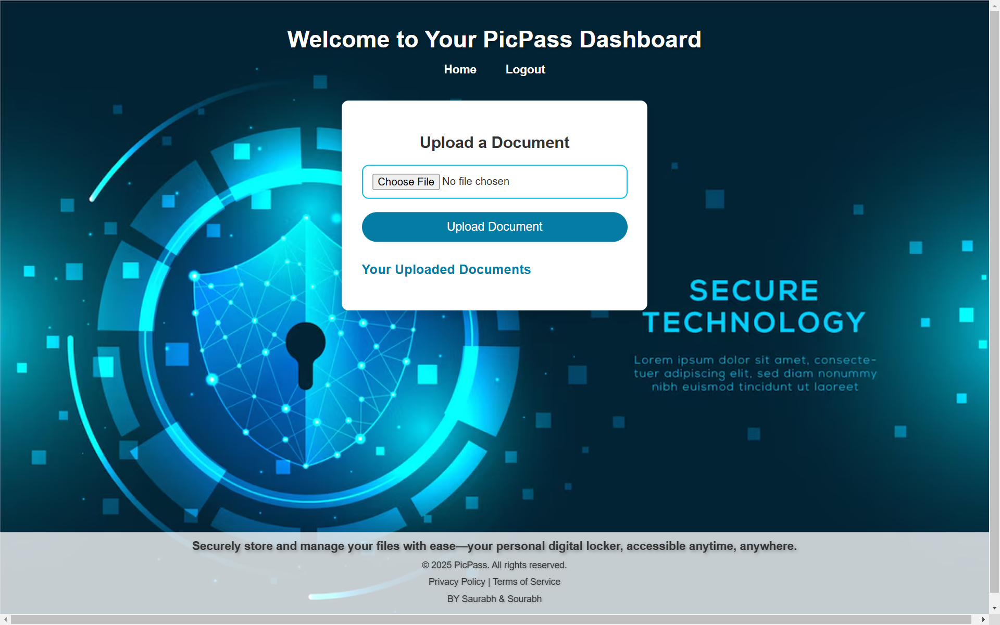 Welcome to Your PicPass Dashboard
Home Logout
Upload a Document
Choose File No file chosen
Upload Document
Your Uploaded Documents
SECURE
TECHNOLOGY
Lorem ipsum dolor sit amet, consecte-
tuer adipiscing elit, sed diam nonummy
nibh euismod tincidunt ut laoreet
Securely store and manage your files with ease—your personal digital locker, accessible anytime, anywhere.
© 2025 PicPass. All rights reserved.
Privacy Policy | Terms of Service
BY Saurabh & Sourabh